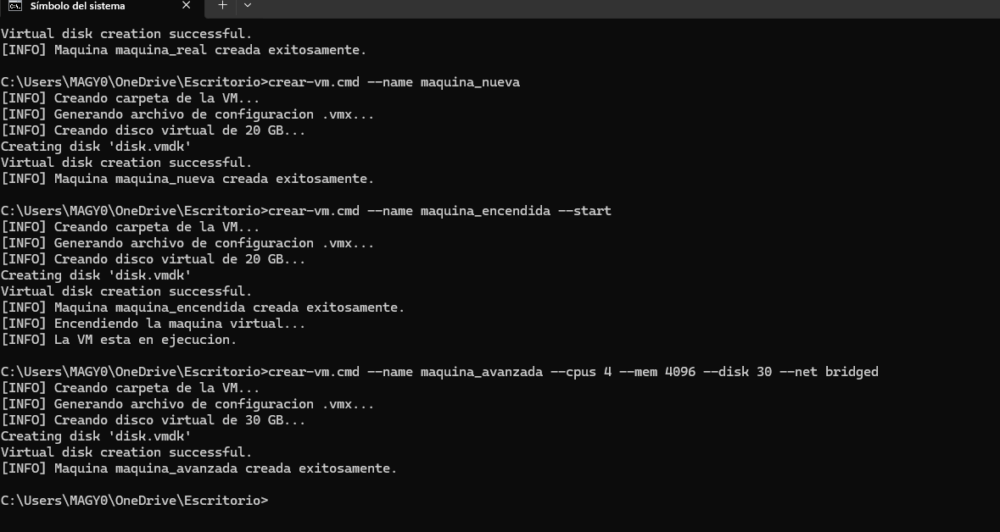 Símbolo del sistema
Virtual disk creation successful.
[INFO] Maquina maquina_real creada exitosamente.
C:\Users\MAGY0\OneDrive\Escritorio>crear-vm.cmd --name maquina_nueva
[INFO] Creando carpeta de la VM...
[INFO] Generando archivo de configuracion .vmx...
[INFO] Creando disco virtual de 20 GB...
Creating disk 'disk.vmdk'
Virtual disk creation successful.
[INFO] Maquina maquina_nueva creada exitosamente.
C:\Users\MAGY0\OneDrive\Escritorio>crear-vm.cmd --name maquina_encendida --start
[INFO] Creando carpeta de la VM...
[INFO] Generando archivo de configuracion .vmx...
[INFO] Creando disco virtual de 20 GB...
Creating disk 'disk.vmdk'
Virtual disk creation successful.
[INFO] Maquina maquina_encendida creada exitosamente.
[INFO] Encendiendo la maquina virtual...
[INFO] La VM esta en ejecucion.
C:\Users\MAGY0\OneDrive\Escritorio>crear-vm.cmd --name maquina_avanzada --cpus 4 --mem 4096 --disk 30 --net bridged
[INFO] Creando carpeta de la VM...
[INFO] Generando archivo de configuracion .vmx...
[INFO] Creando disco virtual de 30 GB...
Creating disk 'disk.vmdk'
Virtual disk creation successful.
[INFO] Maquina maquina_avanzada creada exitosamente.
C:\Users\MAGY0\OneDrive\Escritorio>